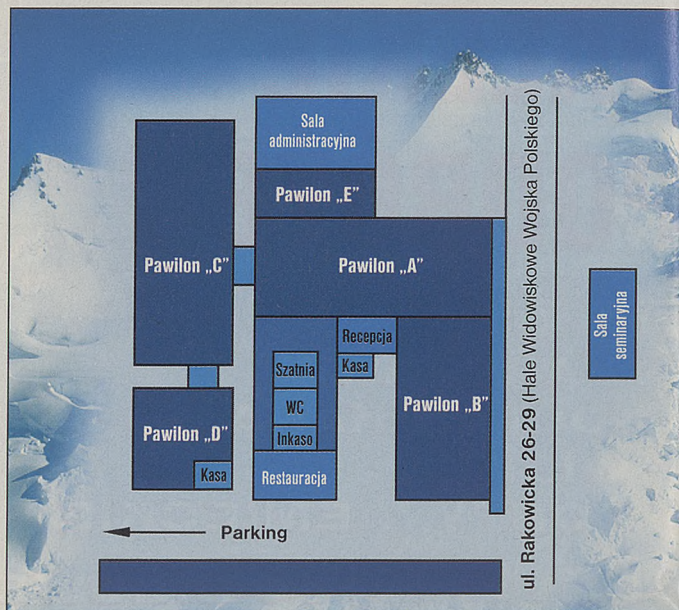 Sala
administracyjna
Pawilon „E”
Pawilon „C”
Pawilon „A”
Recepcja
Kasa
Szatnia
WC
Inkaso
Restauracja
Pawilon „B”
Pawilon „D”
Kasa
Parking
ul. Rakowicka 26-29 (Hale Widowiskowe Wojska Polskiego)
Sala
seminaryjna